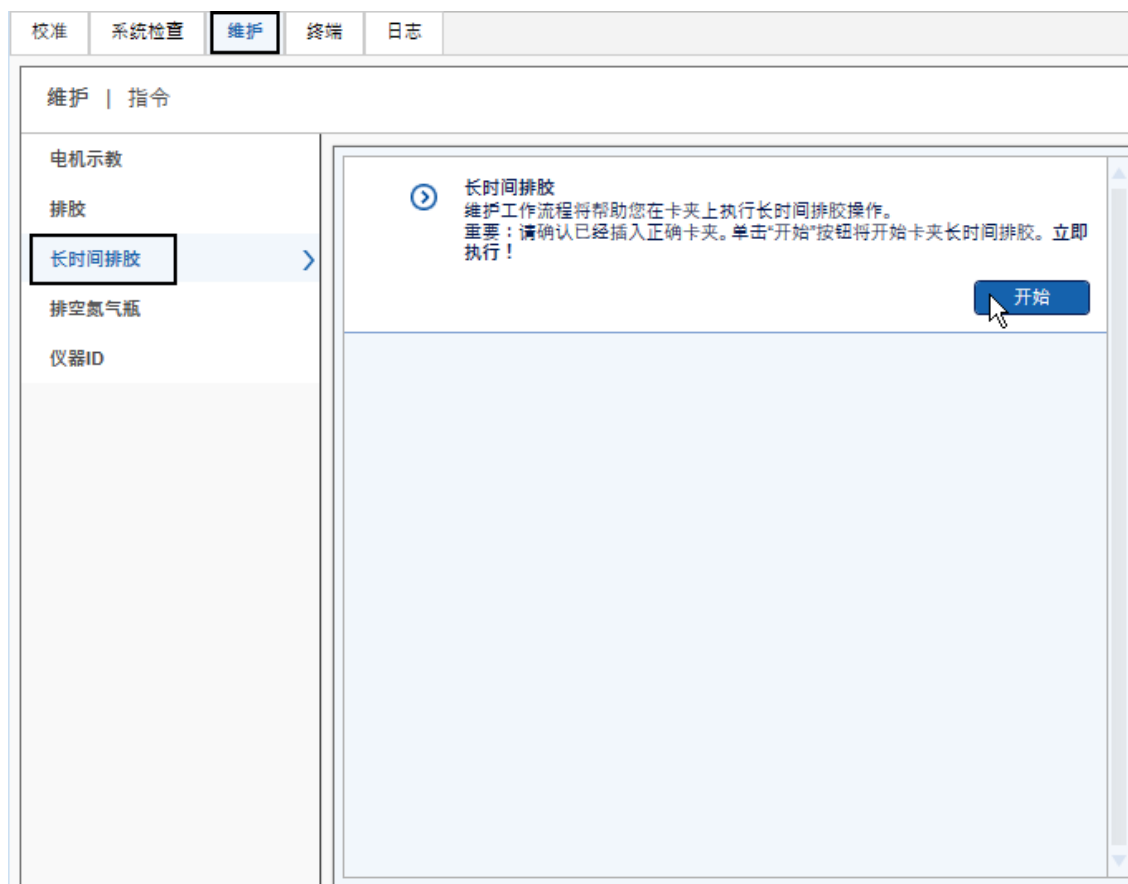 校准 系统检查 维护 终端 日志
维护 | 指令
电机示教
排胶
长时间排胶
排空氮气瓶
仪器ID
长时间排胶
维护工作流程将帮助您在卡夹上执行长时间排胶操作。
重要：请确认已经插入正确卡夹。单击“开始”按钮将开始卡夹长时间排胶。立即
执行！
开始